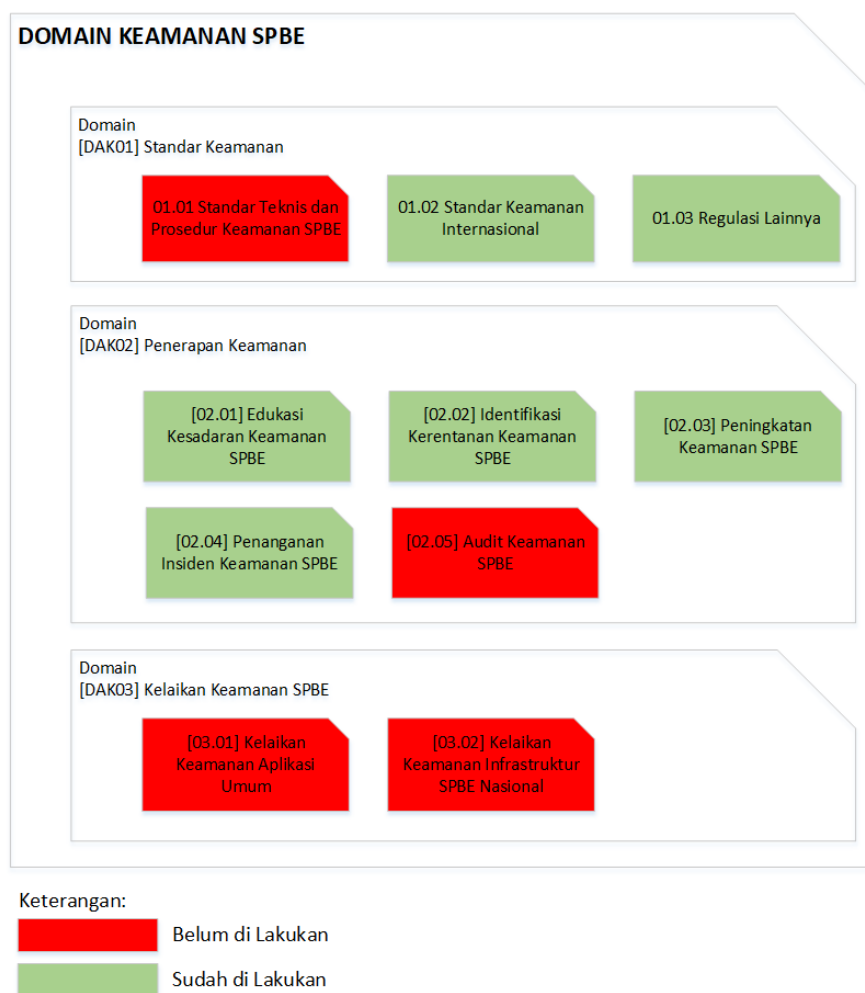 DOMAIN KEAMANAN SPBE
Domain
[DAK01] Standar Keamanan
01.01 Standar Teknis dan
Prosedur Keamanan SPBE
01.02 Standar Keamanan
Internasional
01.03 Regulasi Lainnya
Domain
[DAK02] Penerapan Keamanan
[02.01] Edukasi
Kesadaran Keamanan
SPBE
[02.02] Identifikasi
Kerentanan Keamanan
SPBE
[02.03] Peningkatan
Keamanan SPBE
[02.04] Penanganan
Insiden Keamanan SPBE
[02.05] Audit Keamanan
SPBE
Domain
[DAK03] Kelaikan Keamanan SPBE
[03.01] Kelaikan
Keamanan Aplikasi
Umum
[03.02] Kelaikan
Keamanan Infrastruktur
SPBE Nasional
Keterangan:
Belum di Lakukan
Sudah di Lakukan